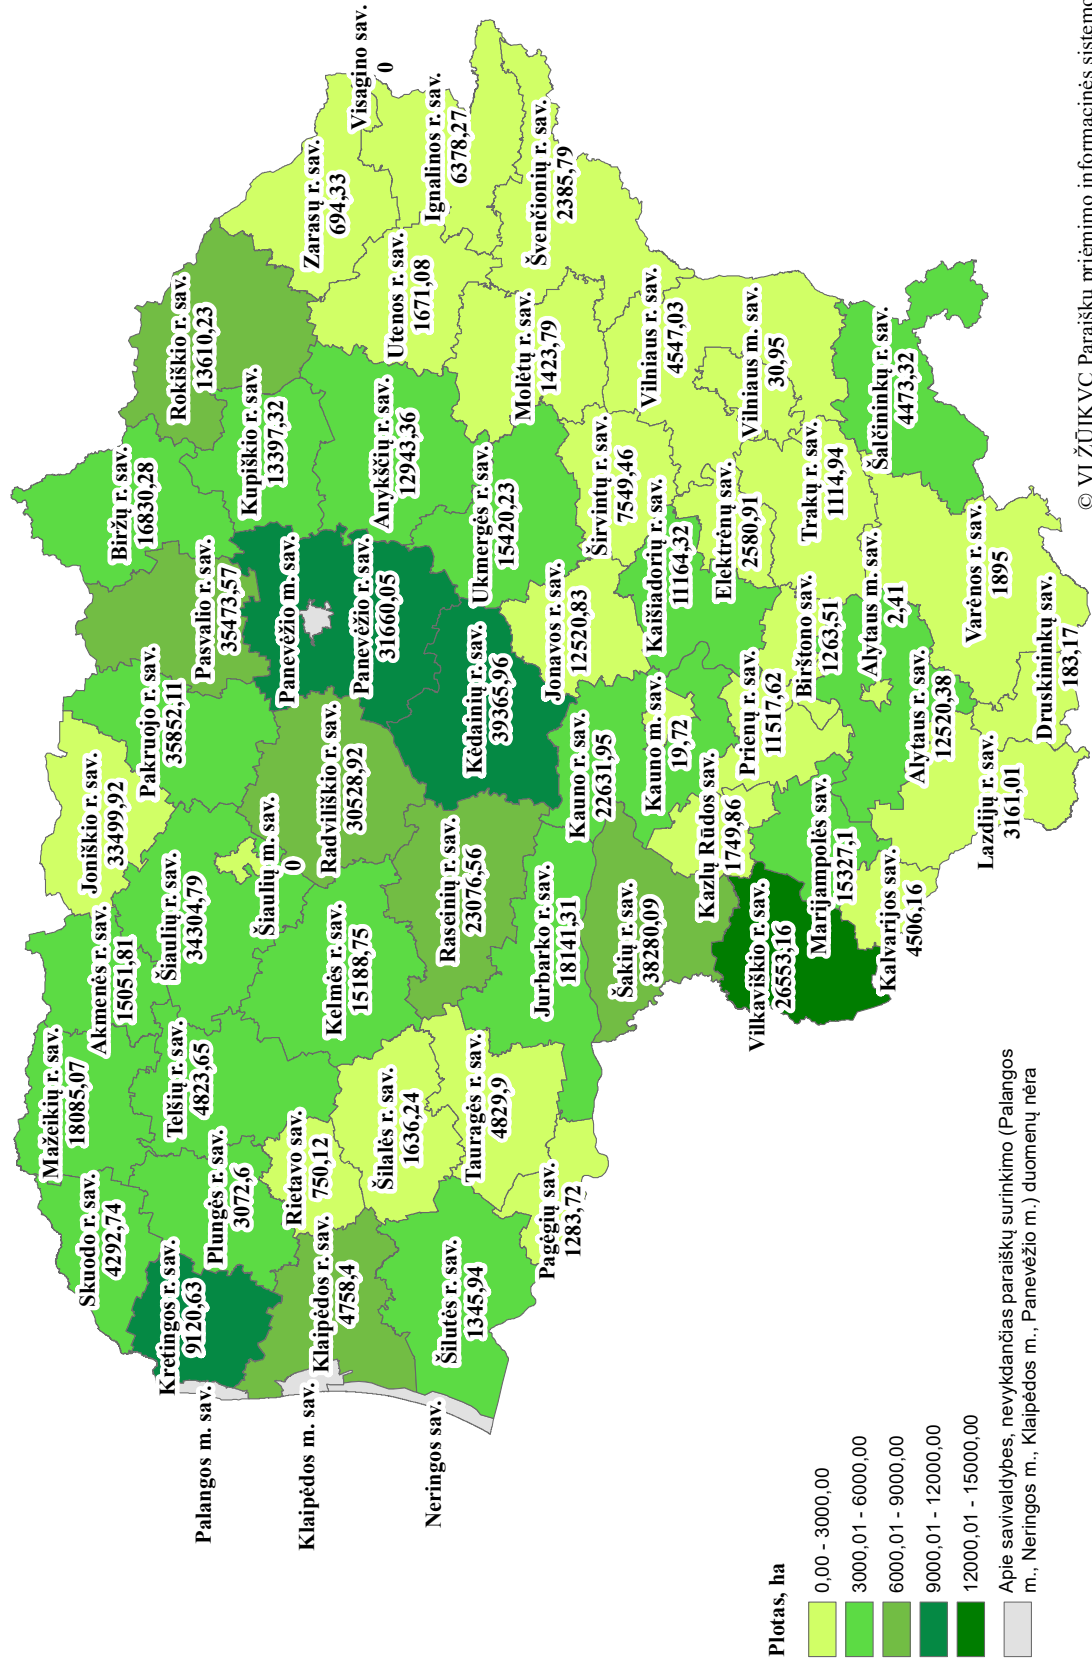 Mažeikių r. sav.
18085,07
Skuodo r. sav.
4292,74
Akmenės r. sav.
15051,81
Joniškio r. sav.
33499,92
Pakruojo r. sav.
35852,11
Biržų r. sav.
16830,28
Pasvalio r. sav.
35473,57
Rokiškio r. sav.
13610,23
Kupiškio r. sav.
13397,32
Zarasų r. sav.
694,33
Visagino sav.
0
Ignalinos r. sav.
6378,27
Utenos r. sav.
1671,08
Švenčionių r. sav.
2385,79
Anykščių r. sav.
12943,36
Molėtų r. sav.
1423,79
Telšių r. sav.
4823,65
Šiaulių r. sav.
34304,79
Šiaulių m. sav.
0
Plungės r. sav.
3072,6
Kretingos r. sav.
9120,63
Palangos m. sav.
Klaipėdos m. sav.
Klaipėdos r. sav.
4758,4
Rietavo sav.
750,12
Kelmės r. sav.
15188,75
Radviliškio r. sav.
30528,92
Panevėžio m. sav.
Panevėžio r. sav.
31660,05
Šilalės r. sav.
1636,24
Raseinių r. sav.
23076,56
Kėdainių r. sav.
39365,96
Ukmergės r. sav.
15420,23
Neringos sav.
Šilutės r. sav.
1345,94
Tauragės r. sav.
4829,9
Pagėgių sav.
1283,72
Jurbarko r. sav.
18141,31
Kauno r. sav.
22631,95
Jonavos r. sav.
12520,83
Širvintų r. sav.
7549,46
Vilniaus r. sav.
4547,03
Šakių r. sav.
38280,09
Kauno m. sav.
19,72
Kaišiadorių r. sav.
11164,32
Elektrėnų sav.
2580,91
Vilniaus m. sav.
30,95
Kazlų Rūdos sav.
1749,86
Prienų r. sav.
11517,62
Birštono sav.
1263,51
Trakų r. sav.
1114,94
Vilkaviškio r. sav.
26553,16
Marijampolės sav.
15327,1
Alytaus m. sav.
2,41
Šalčininkų r. sav.
4473,32
Kalvarijos sav.
4506,16
Alytaus r. sav.
12520,38
Varėnos r. sav.
1895
Lazdijų r. sav.
3161,01
Druskininkų sav.
183,17
Plotas, ha
0,00 - 3000,00
3000,01 - 6000,00
6000,01 - 9000,00
9000,01 - 12000,00
12000,01 - 15000,00
Apie savivaldybes, nevykdančias paraiškų surinkimo (Palangos
m., Neringos m., Klaipėdos m., Panevėžio m.) duomenų nėra
© VĮ ŽŪIKVC Paraiškų priėmimo informacinės sistemos